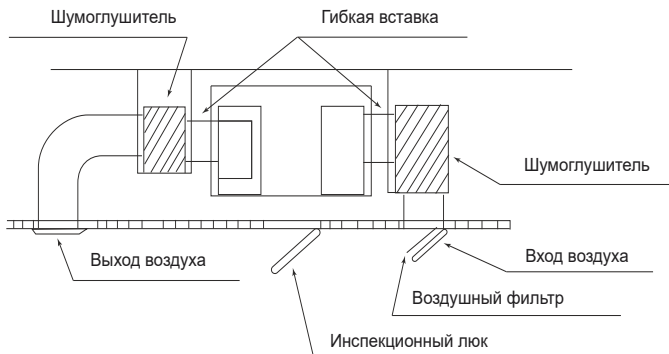 Шумоглушитель
Гибкая вставка
Шумоглушитель
Выход воздуха
Вход воздуха
Воздушный фильтр
Инспекционный люк